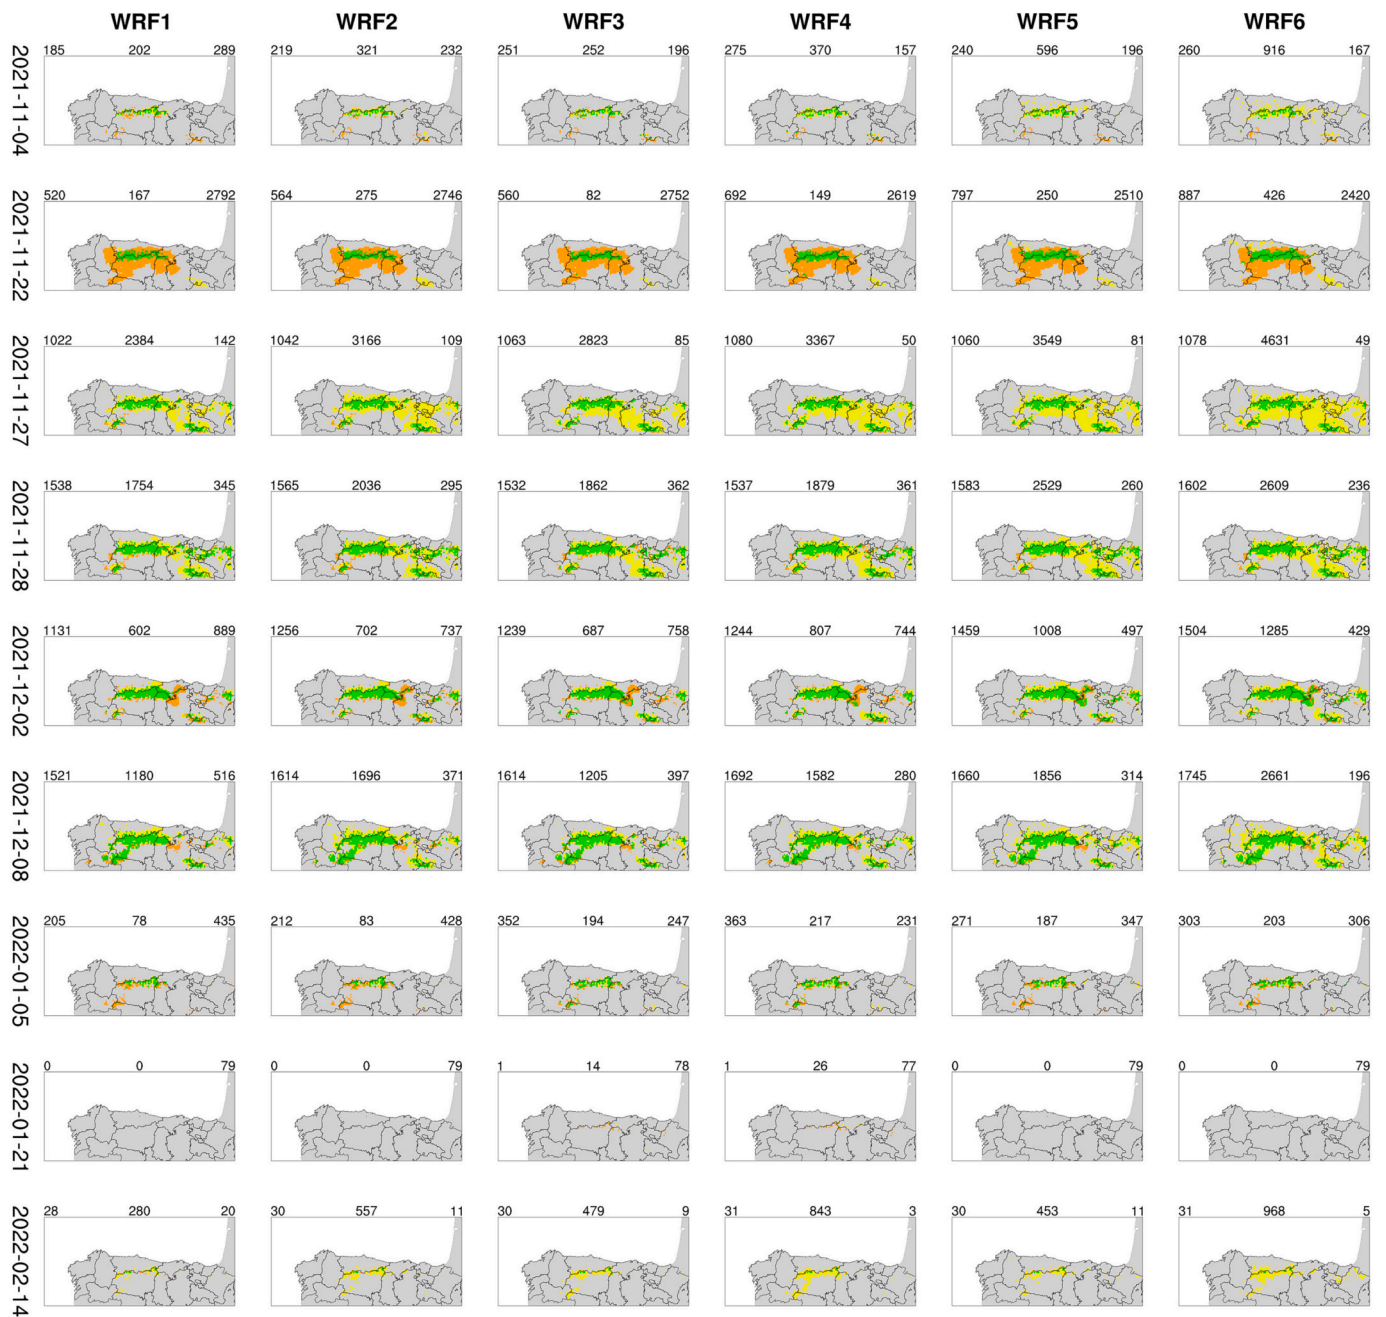 WRF1 WRF2 WRF3 WRF4 WRF5 WRF6
2021-11-04
185 202 289 219 321 232 251 252 196 275 370 157 240 596 196 260 916 167
2021-11-22
520 167 2792 564 275 2746 560 82 2752 692 149 2619 797 250 2510 887 426 2420
2021-11-27
1022 2384 142 1042 3166 109 1063 2823 85 1080 3367 50 1060 3549 81 1078 4631 49
2021-11-28
1538 1754 345 1565 2036 295 1532 1862 362 1537 1879 361 1583 2529 260 1602 2609 236
2021-12-02
1131 602 889 1256 702 737 1239 687 758 1244 807 744 1459 1008 497 1504 1285 429
2021-12-08
1521 1180 516 1614 1696 371 1614 1205 397 1692 1582 280 1660 1856 314 1745 2661 196
2022-01-05
205 78 435 212 83 428 352 194 247 363 217 231 271 187 347 303 203 306
2022-01-21
0 0 79 0 0 79 1 14 78 1 26 77 0 0 79 0 0 79
2022-02-14
28 280 20 30 557 11 30 479 9 31 843 3 30 453 11 31 968 5